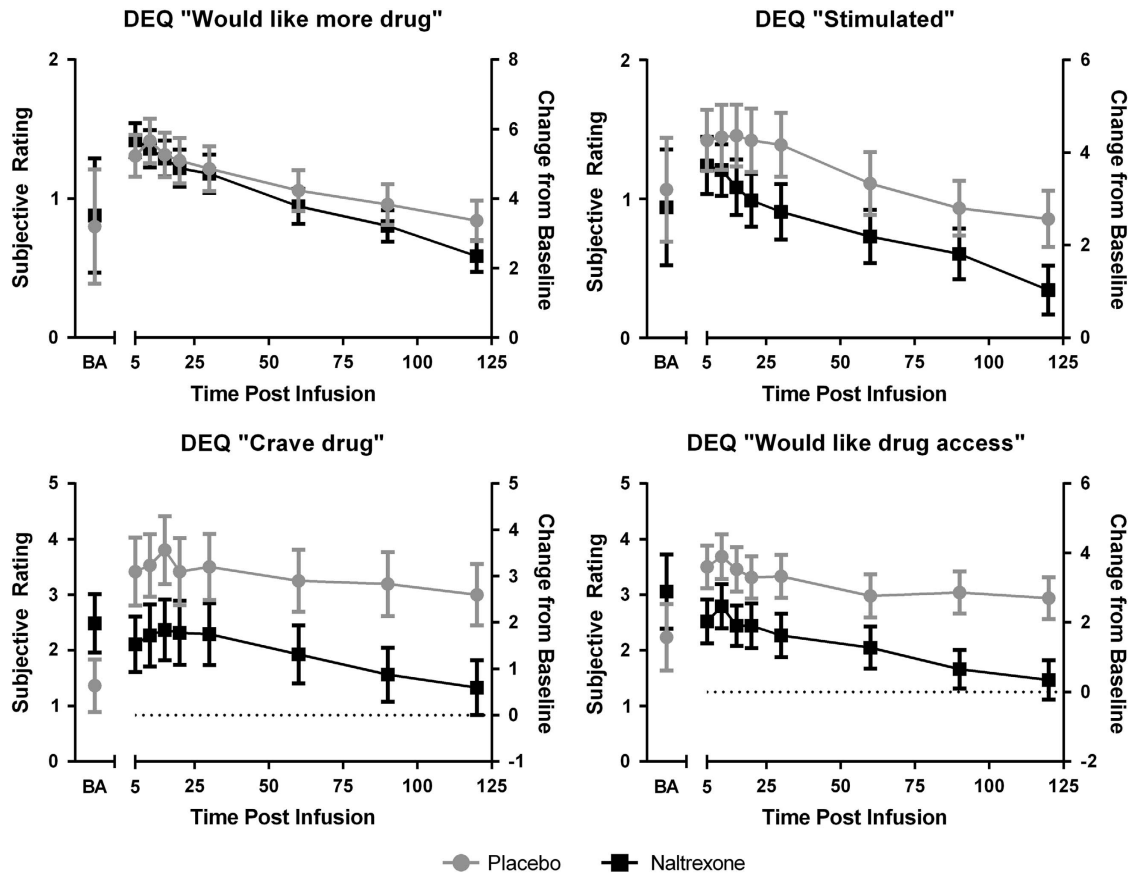 DEQ "Would like more drug"
Subjective Rating
2
1
0
8
6
4
2
0
Change from Baseline
BA
5 25 50 75 100 125
Time Post Infusion
DEQ "Stimulated"
Subjective Rating
2
1
0
6
4
2
0
Change from Baseline
BA
5 25 50 75 100 125
Time Post Infusion
DEQ "Crave drug"
Subjective Rating
5
4
3
2
1
0
5
4
3
2
1
0
-1
Change from Baseline
BA
5 25 50 75 100 125
Time Post Infusion
DEQ "Would like drug access"
Subjective Rating
5
4
3
2
1
0
6
4
2
0
-2
Change from Baseline
BA
5 25 50 75 100 125
Time Post Infusion
Placebo Naltrexone